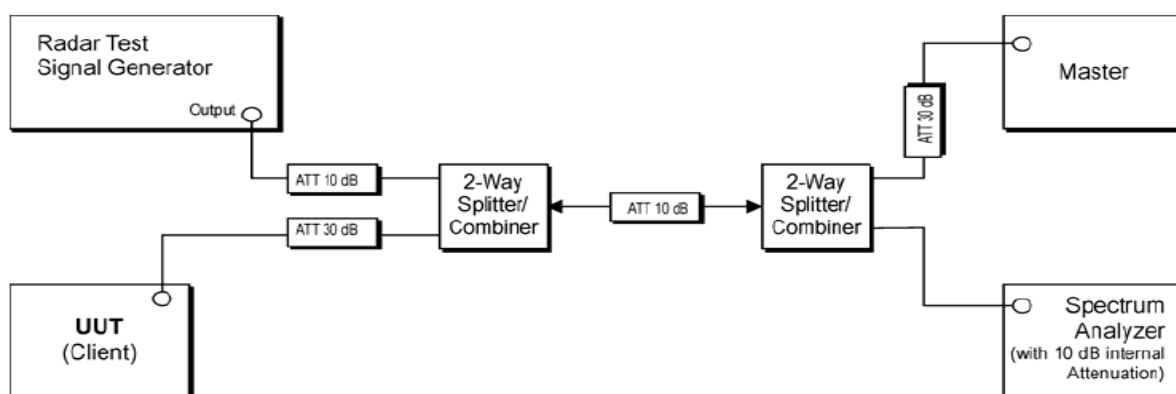 Radar Test
Signal Generator
Output
ATT 10 dB
2-Way
Splitter/
Combiner
ATT 30 dB
UUT
(Client)
ATT 10 dB
2-Way
Splitter/
Combiner
ATT 30 dB
Master
Spectrum
Analyzer
(with 10 dB internal
Attenuation)